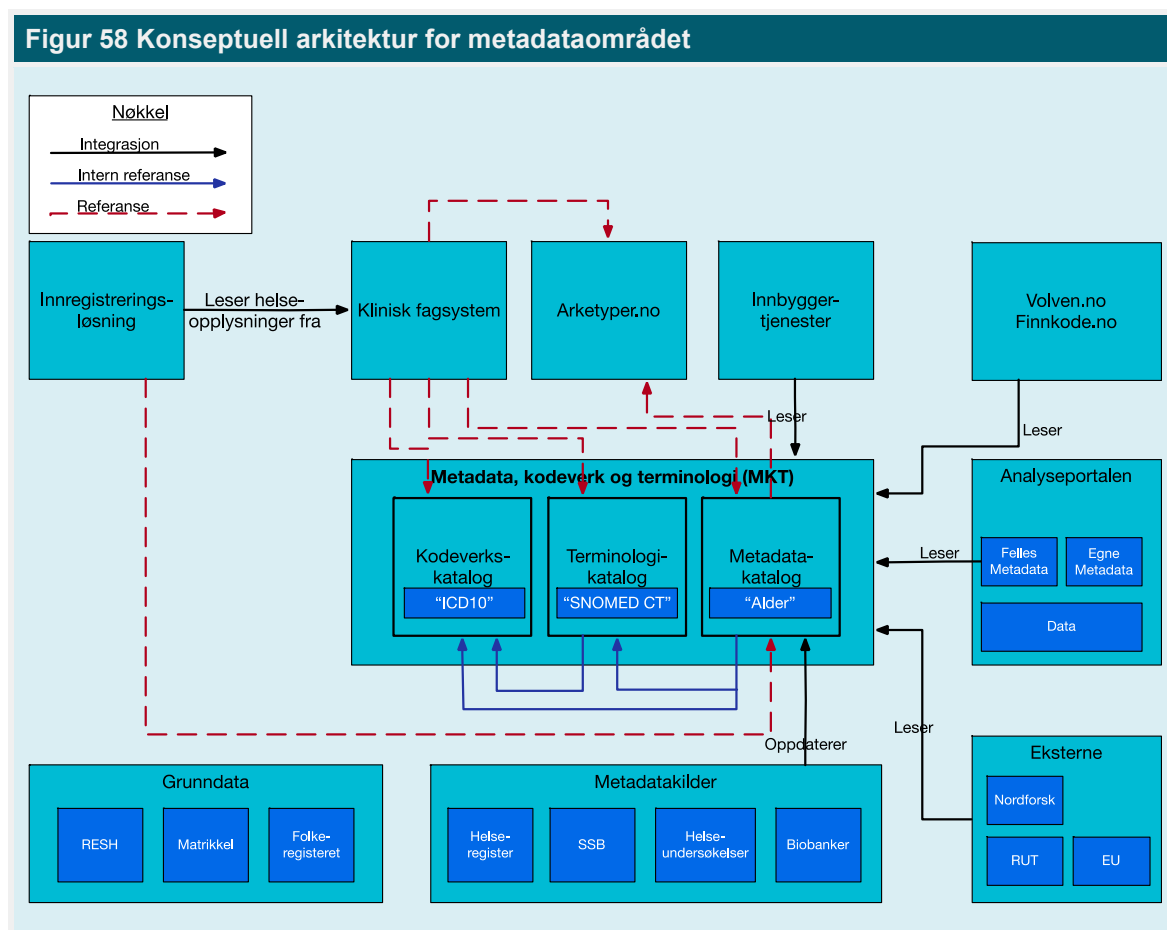 Figur 58 Konseptuell arkitektur for metadataområdet
Nøkkel
Integrasjon
Intern referanse
Referanse
Innregistrerings-
løsning
Leser helse-
opplysninger fra
Klinisk fagsystem
Arketyper.no
Innbygger-
tjenester
Volven.no
Finnkode.no
Leser
Leser
Metadata, kodeverk og terminologi (MKT)
Kodeverks-
katalog
"ICD10"
Terminologi-
katalog
"SNOMED CT"
Metadata-
katalog
"Alder"
Leser
Analyseportalen
Felles
Metadata
Egne
Metadata
Data
Leser
Oppdaterer
Grunndata
RESH
Matrikkel
Folke-
registeret
Metadatakilder
Helse-
register
SSB
Helse-
undersøkelser
Biobanker
Eksterne
Nordforsk
RUT
EU